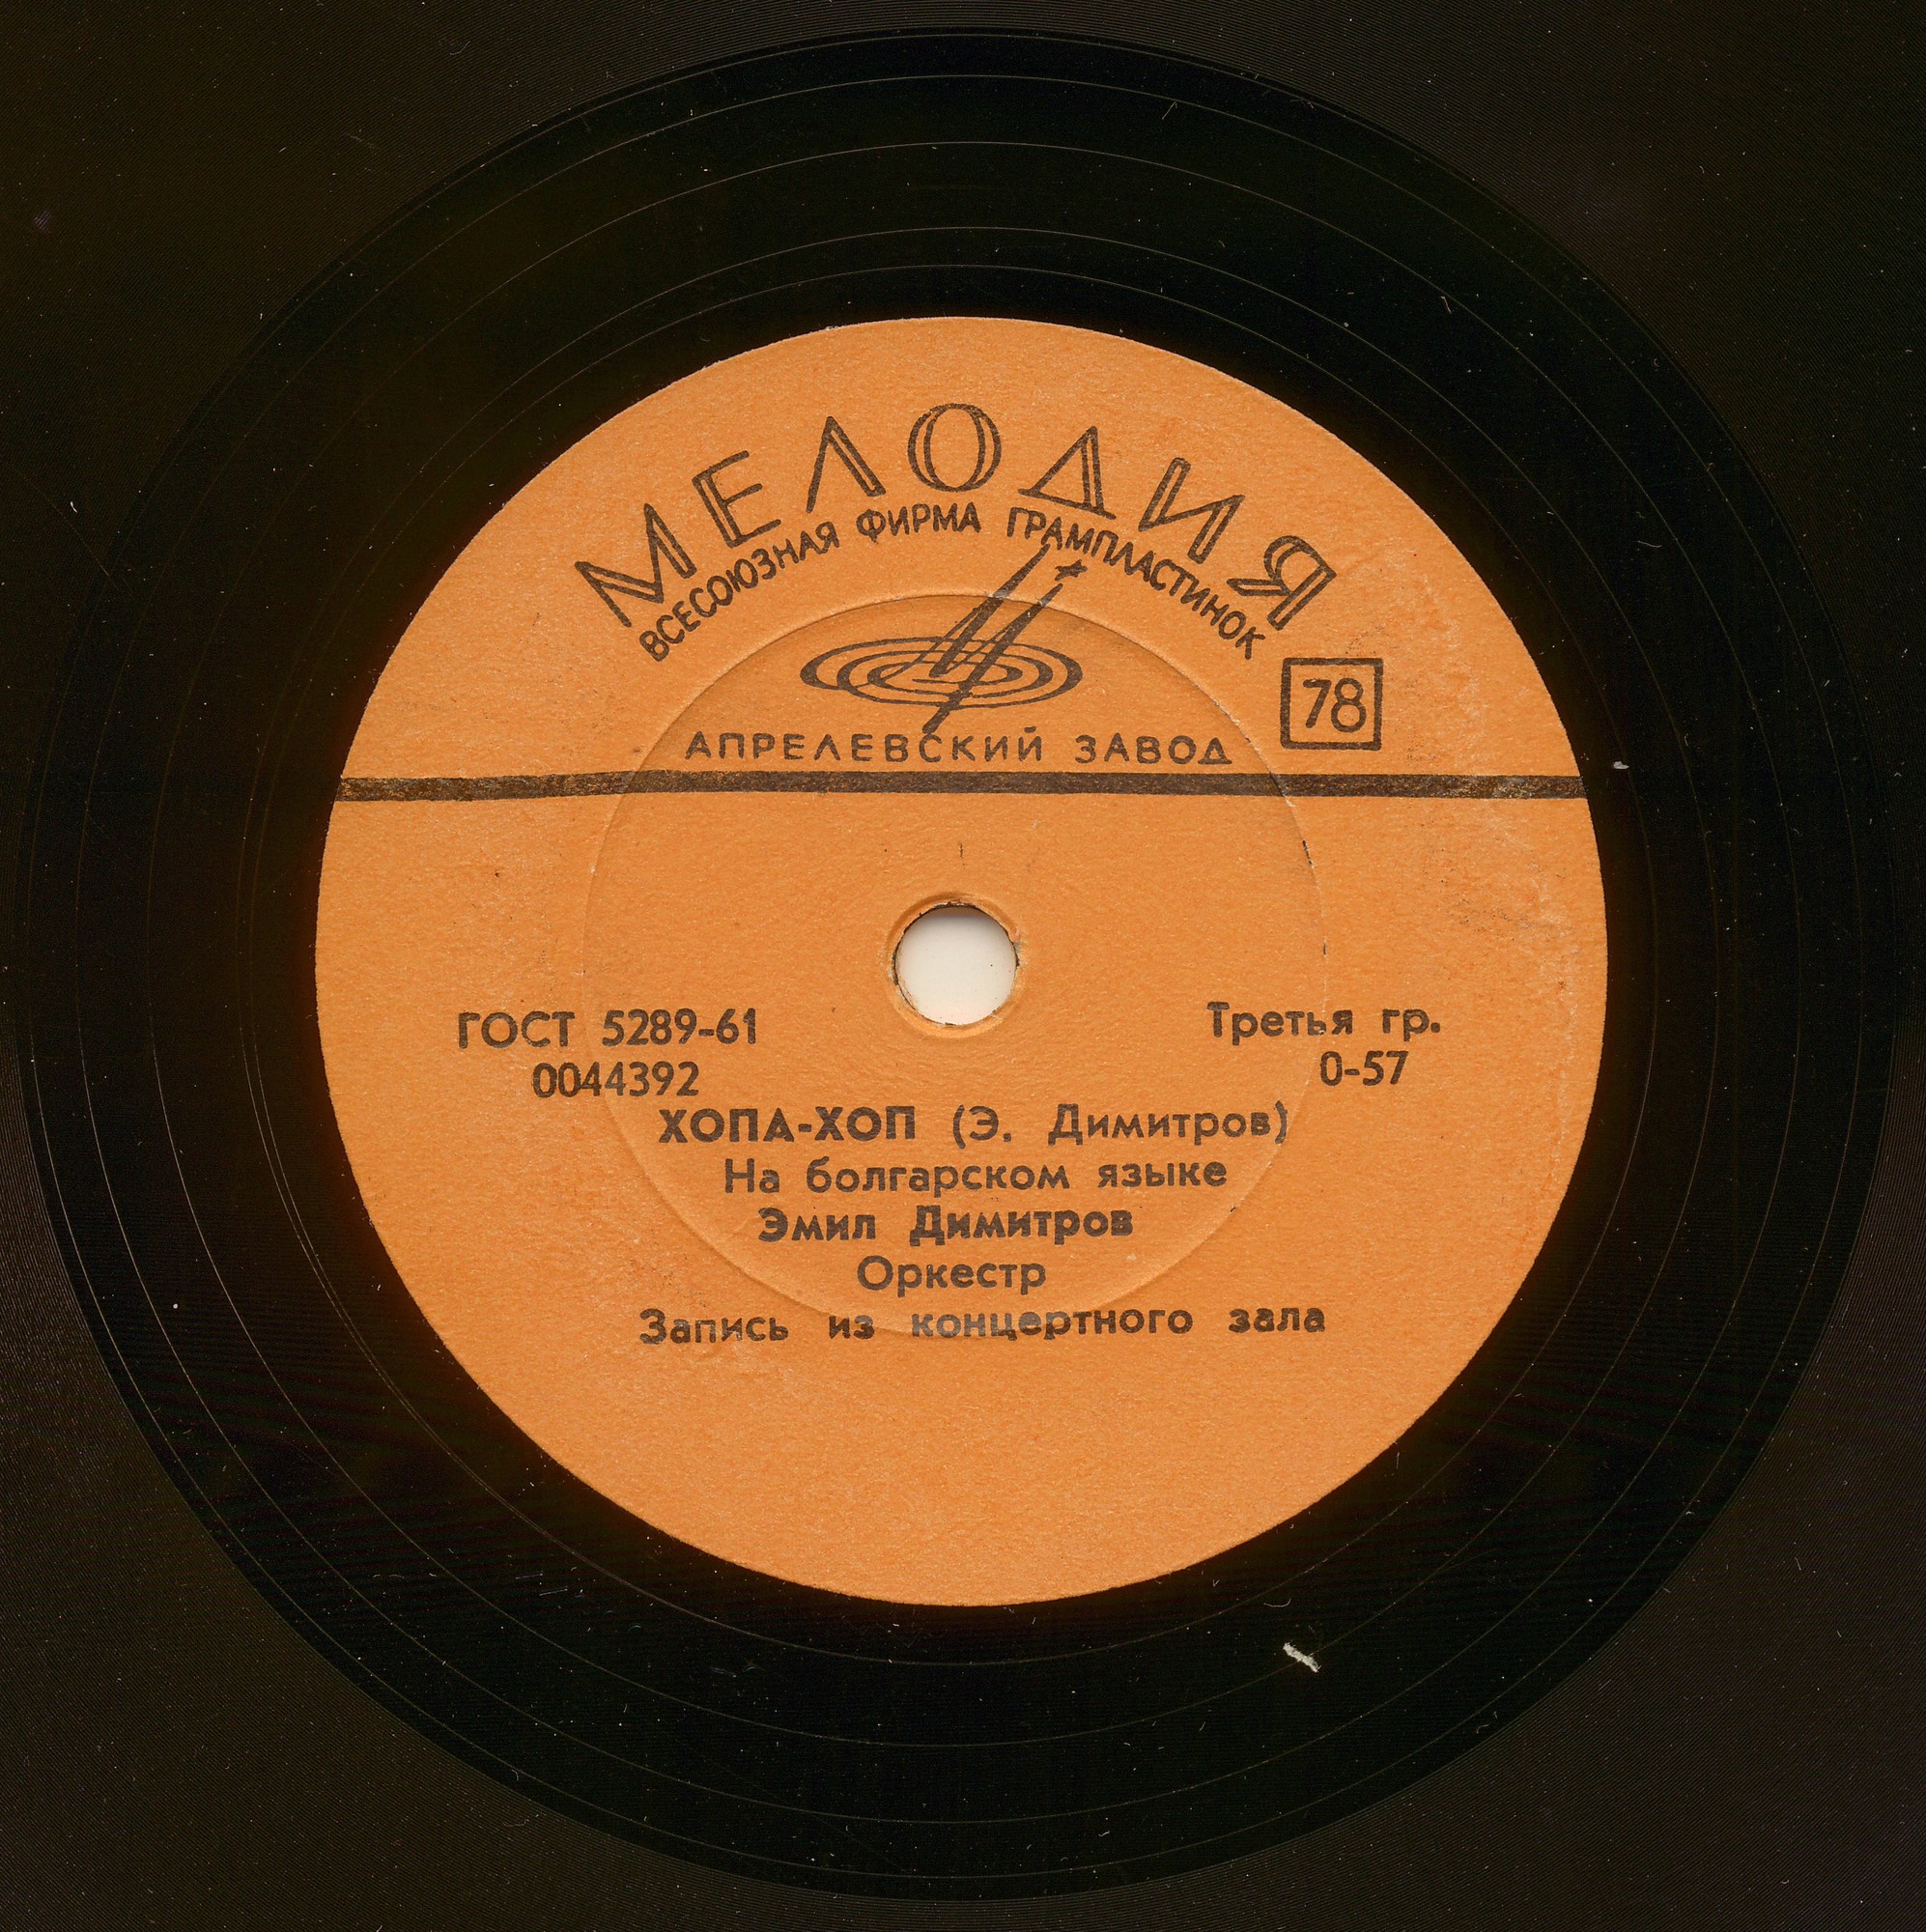 МЕЛОДИЯ
ВСЕСОЮЗНАЯ ФИРМА ГРАМПЛАСТИНОК
78
АПРЕЛЕВСКИЙ ЗАВОД
ГОСТ 5289-61 Третья гр.
0044392 0-57
ХОПА-ХОП (Э. Димитров)
На болгарском языке
Эмил Димитров
Оркестр
Запись из концертного зала